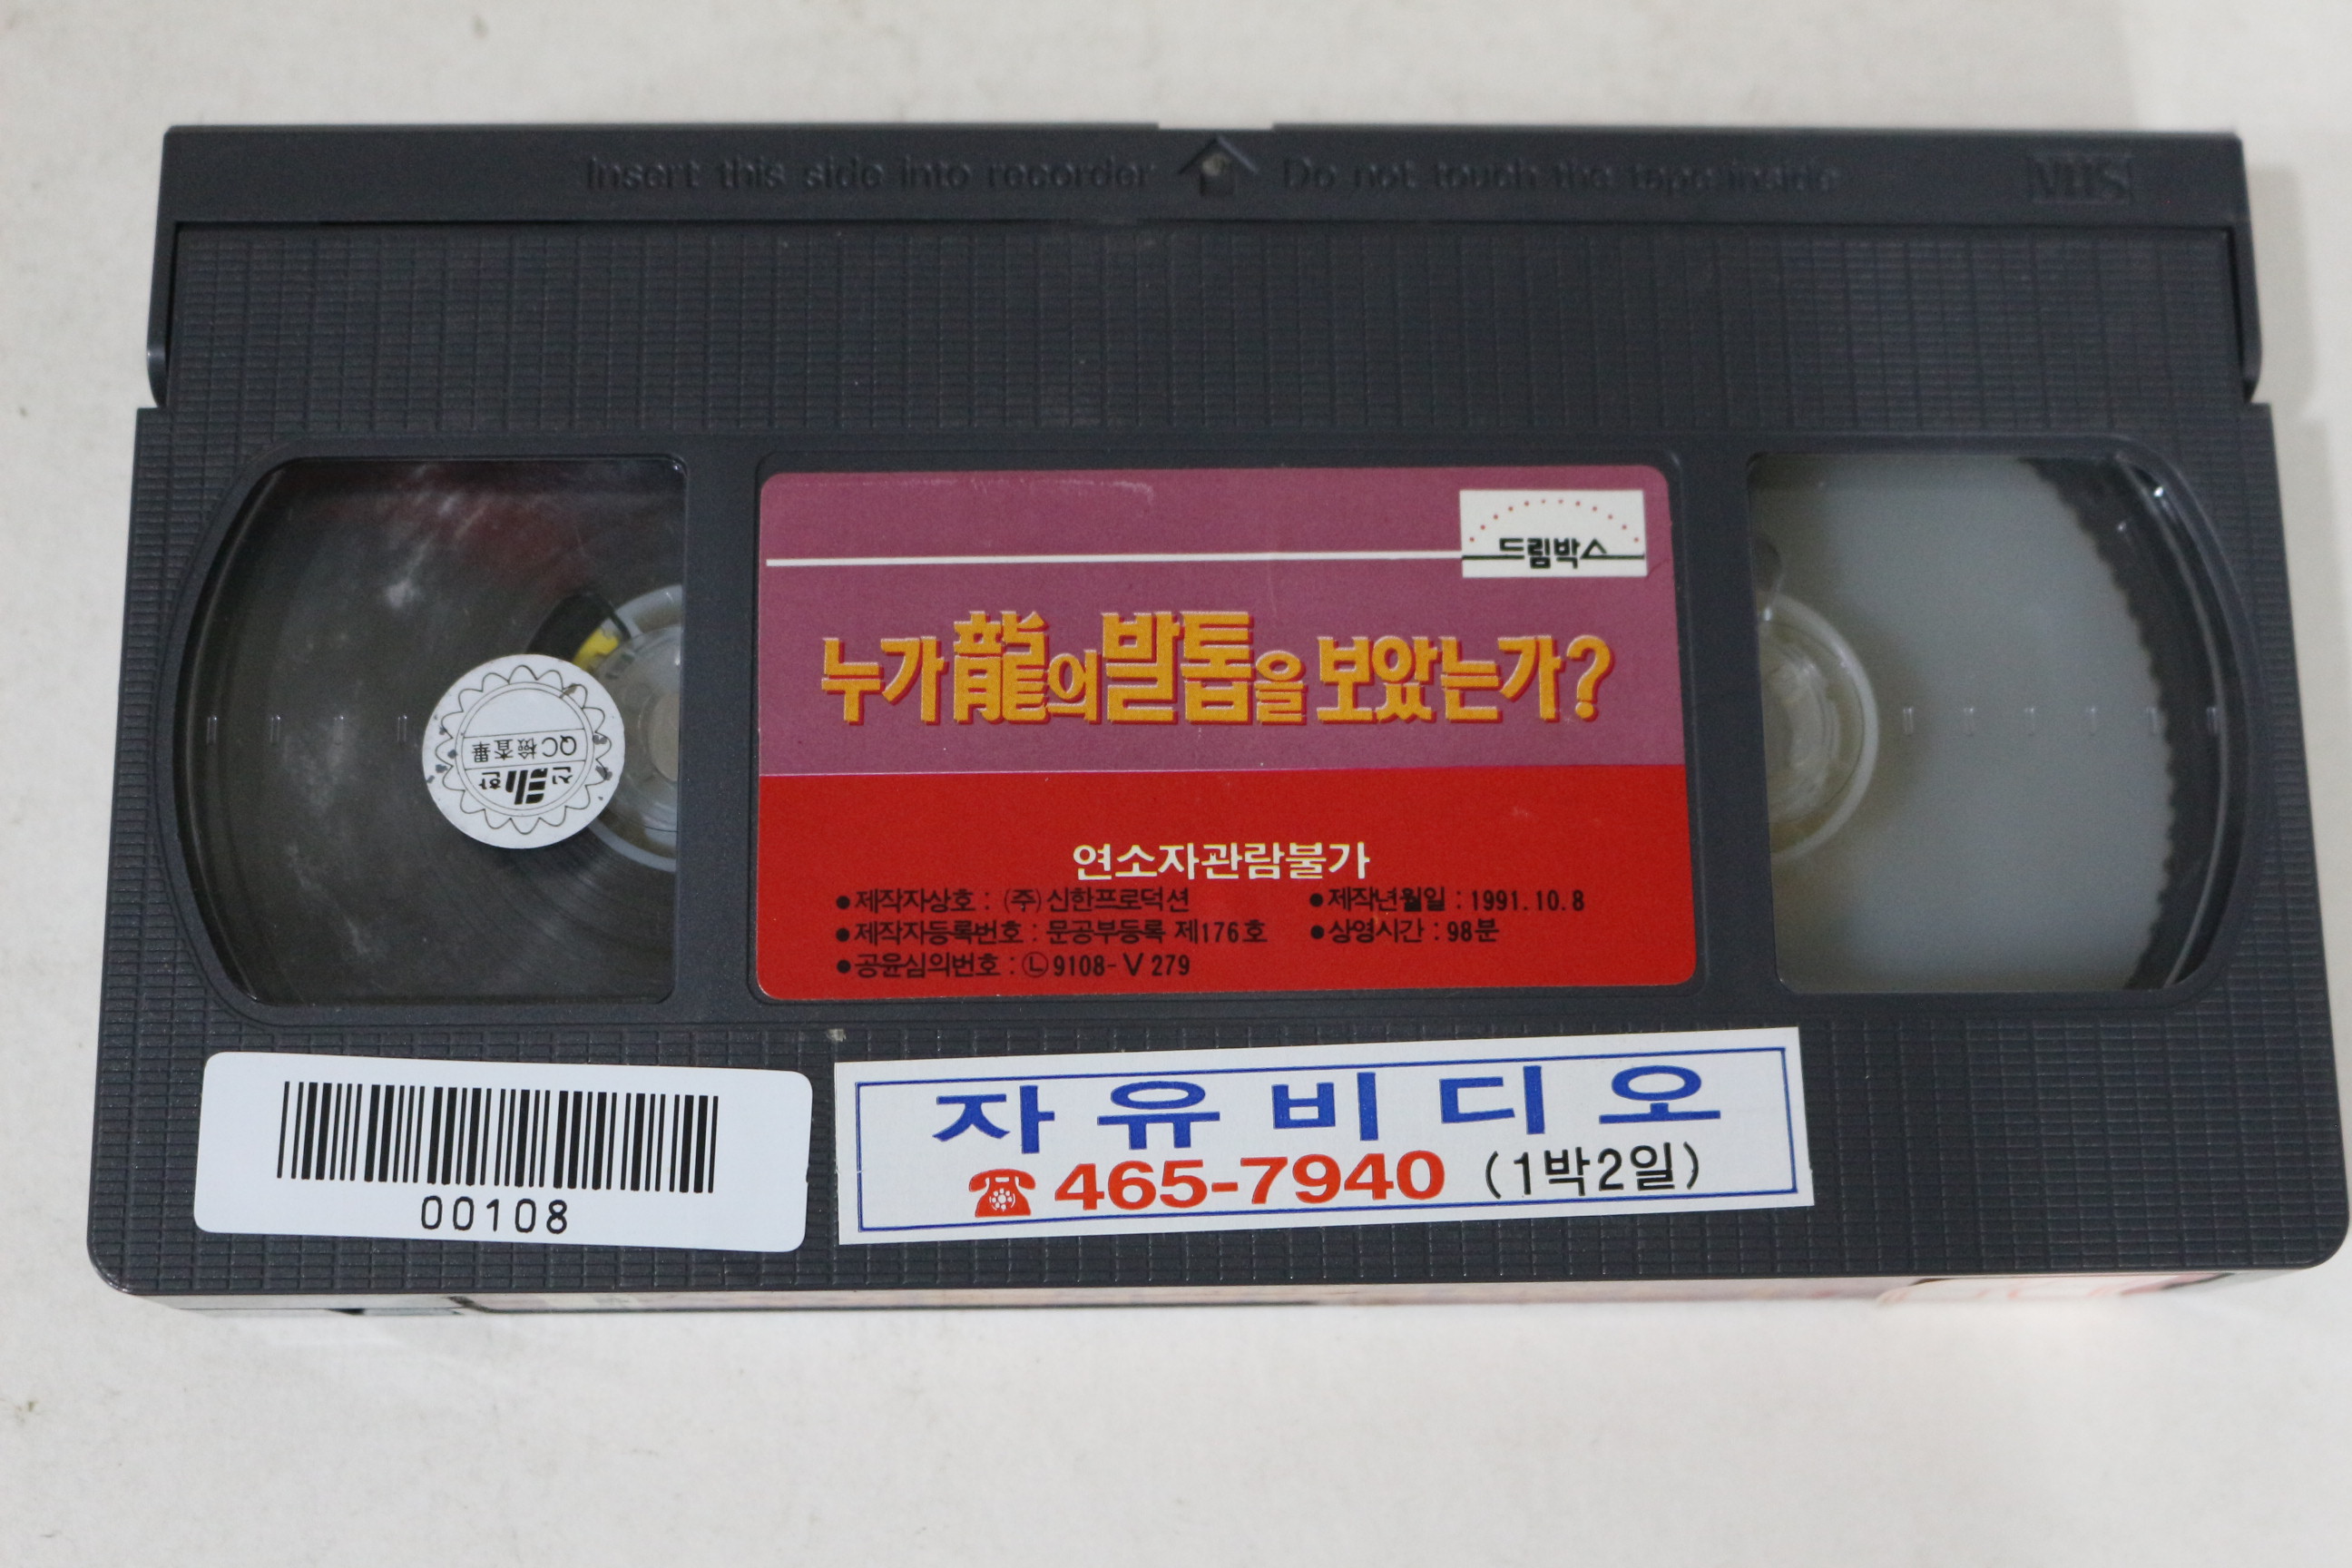 Insert this side into recorder Do not touch the tape inside VHS
드림박스
누가 龍의 발톱을 보았는가?
QC 檢査畢
신한
연소자관람불가
●제작자상호 : (주)신한프로덕션 ●제작년월일 : 1991.10.8
●제작자등록번호 : 문공부등록 제176호 ●상영시간 : 98분
●공윤심의번호 : Ⓛ9108-V279
00108
자유비디오
☎465-7940 (1박2일)